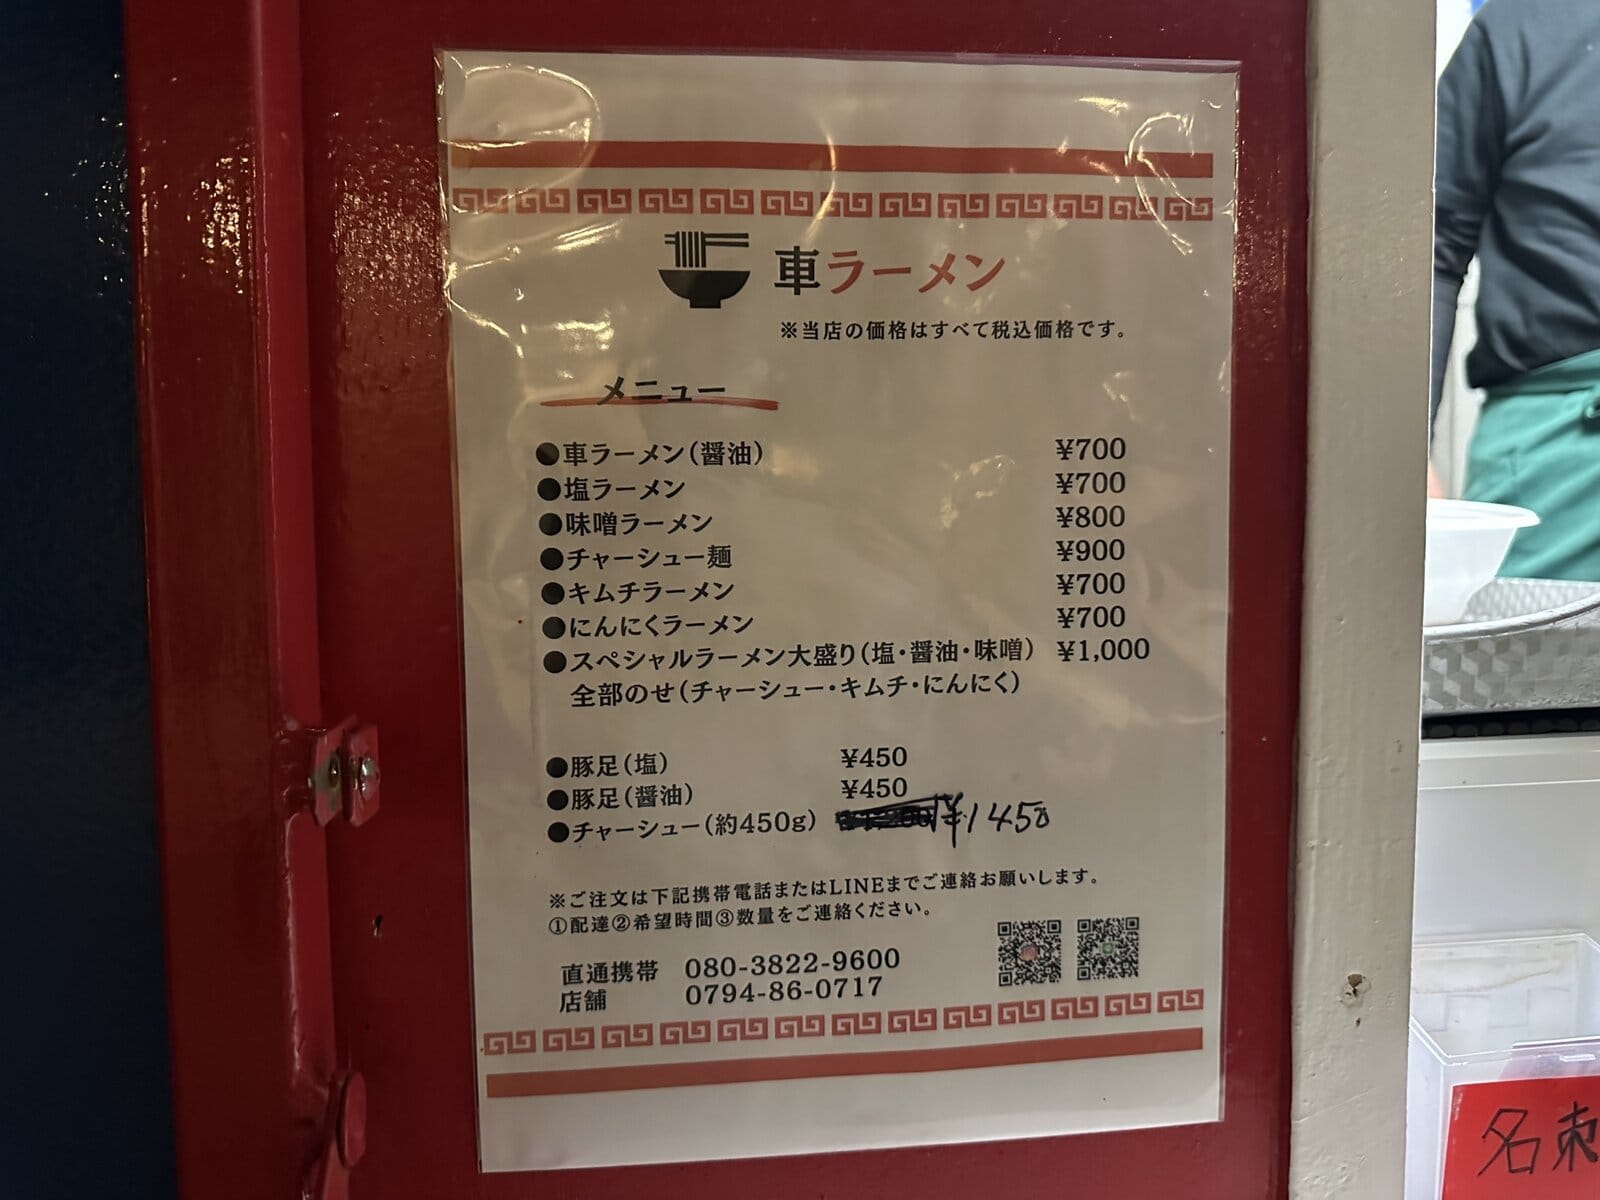 車ラーメン
※当店の価格はすべて税込価格です。
メニュー
●車ラーメン(醤油) ¥700
●塩ラーメン ¥700
●味噌ラーメン ¥800
●チャーシュー麺 ¥900
●キムチラーメン ¥700
●にんにくラーメン ¥700
●スペシャルラーメン大盛り(塩・醤油・味噌) ¥1,000
全部のせ(チャーシュー・キムチ・にんにく)
●豚足(塩) ¥450
●豚足(醤油) ¥450
●チャーシュー(約450g) ¥1450
※ご注文は下記携帯電話またはLINEまでご連絡お願いします。
①配達②希望時間③数量をご連絡ください。
直通携帯 080-3822-9600
店舗 0794-86-0717
名刺